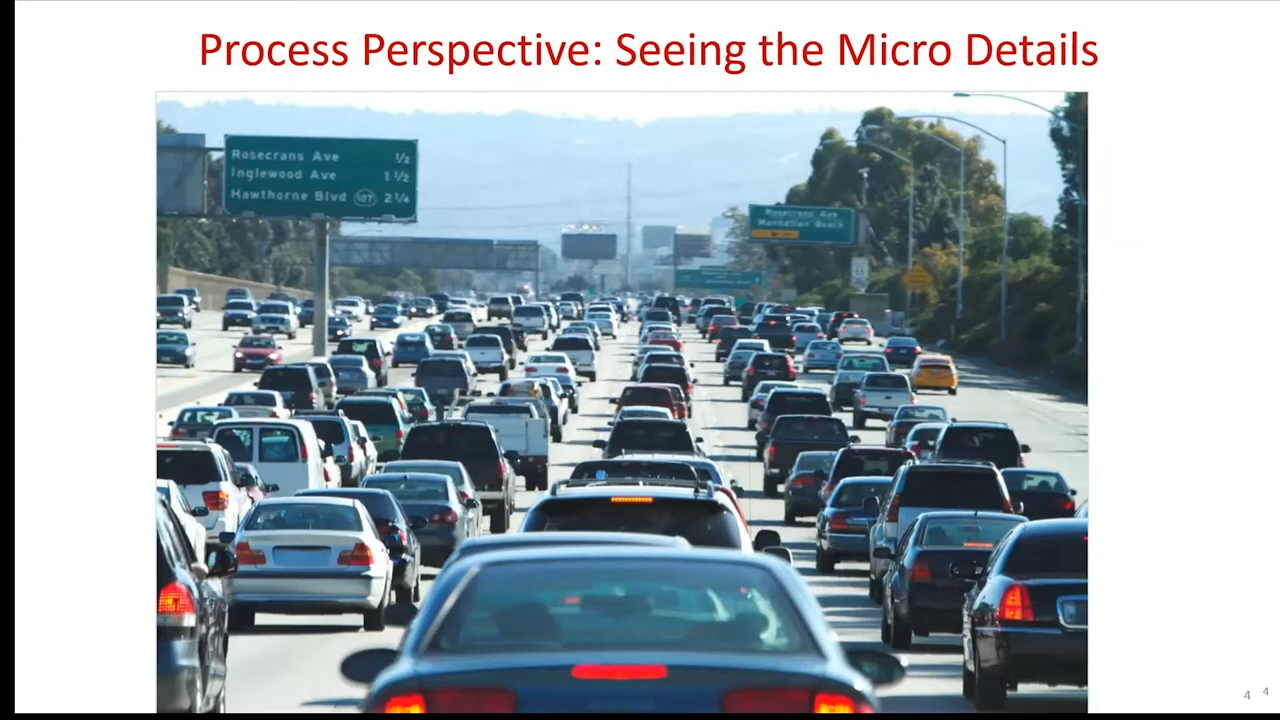 Process Perspective: Seeing the Micro Details
Rosecrans Ave 1/2
Inglewood Ave 1 1/2
Hawthorne Blvd 107 2 1/4
Rosecrans Ave
Manhattan Beach
4 4